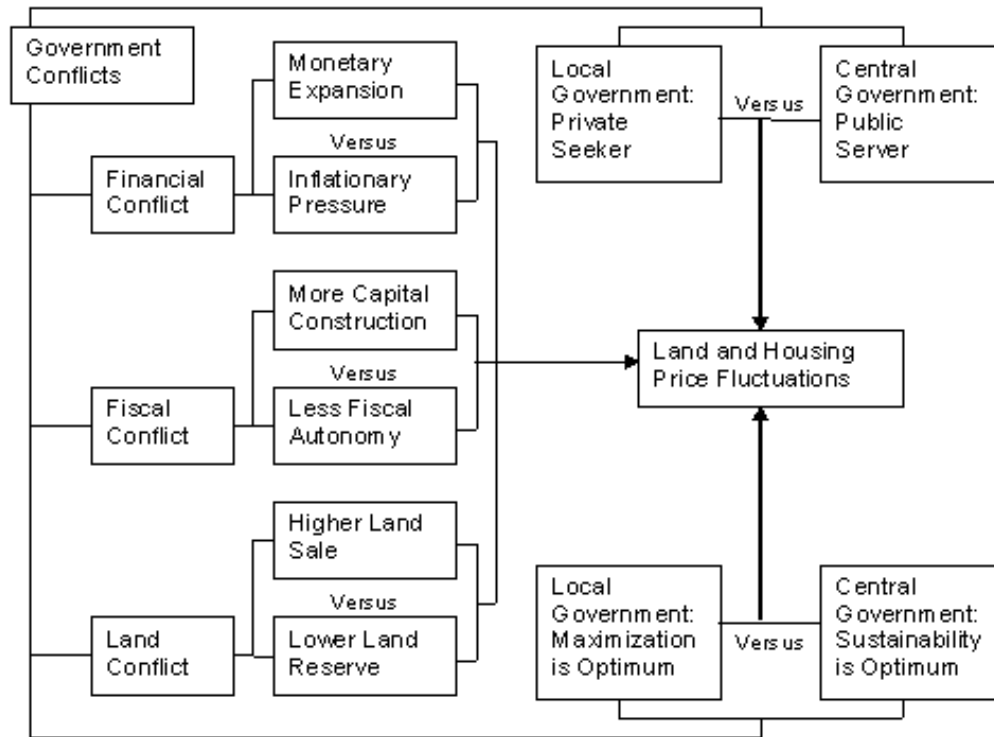 Government
Conflicts
Financial
Conflict
Monetary
Expansion
Versus
Inflationary
Pressure
Fiscal
Conflict
More Capital
Construction
Versus
Less Fiscal
Autonomy
Land
Conflict
Higher Land
Sale
Versus
Lower Land
Reserve
Local
Government:
Private
Seeker
Versus
Central
Government:
Public
Server
Land and Housing
Price Fluctuations
Local
Government:
Maximization
is Optimum
Versus
Central
Government:
Sustainability
is Optimum